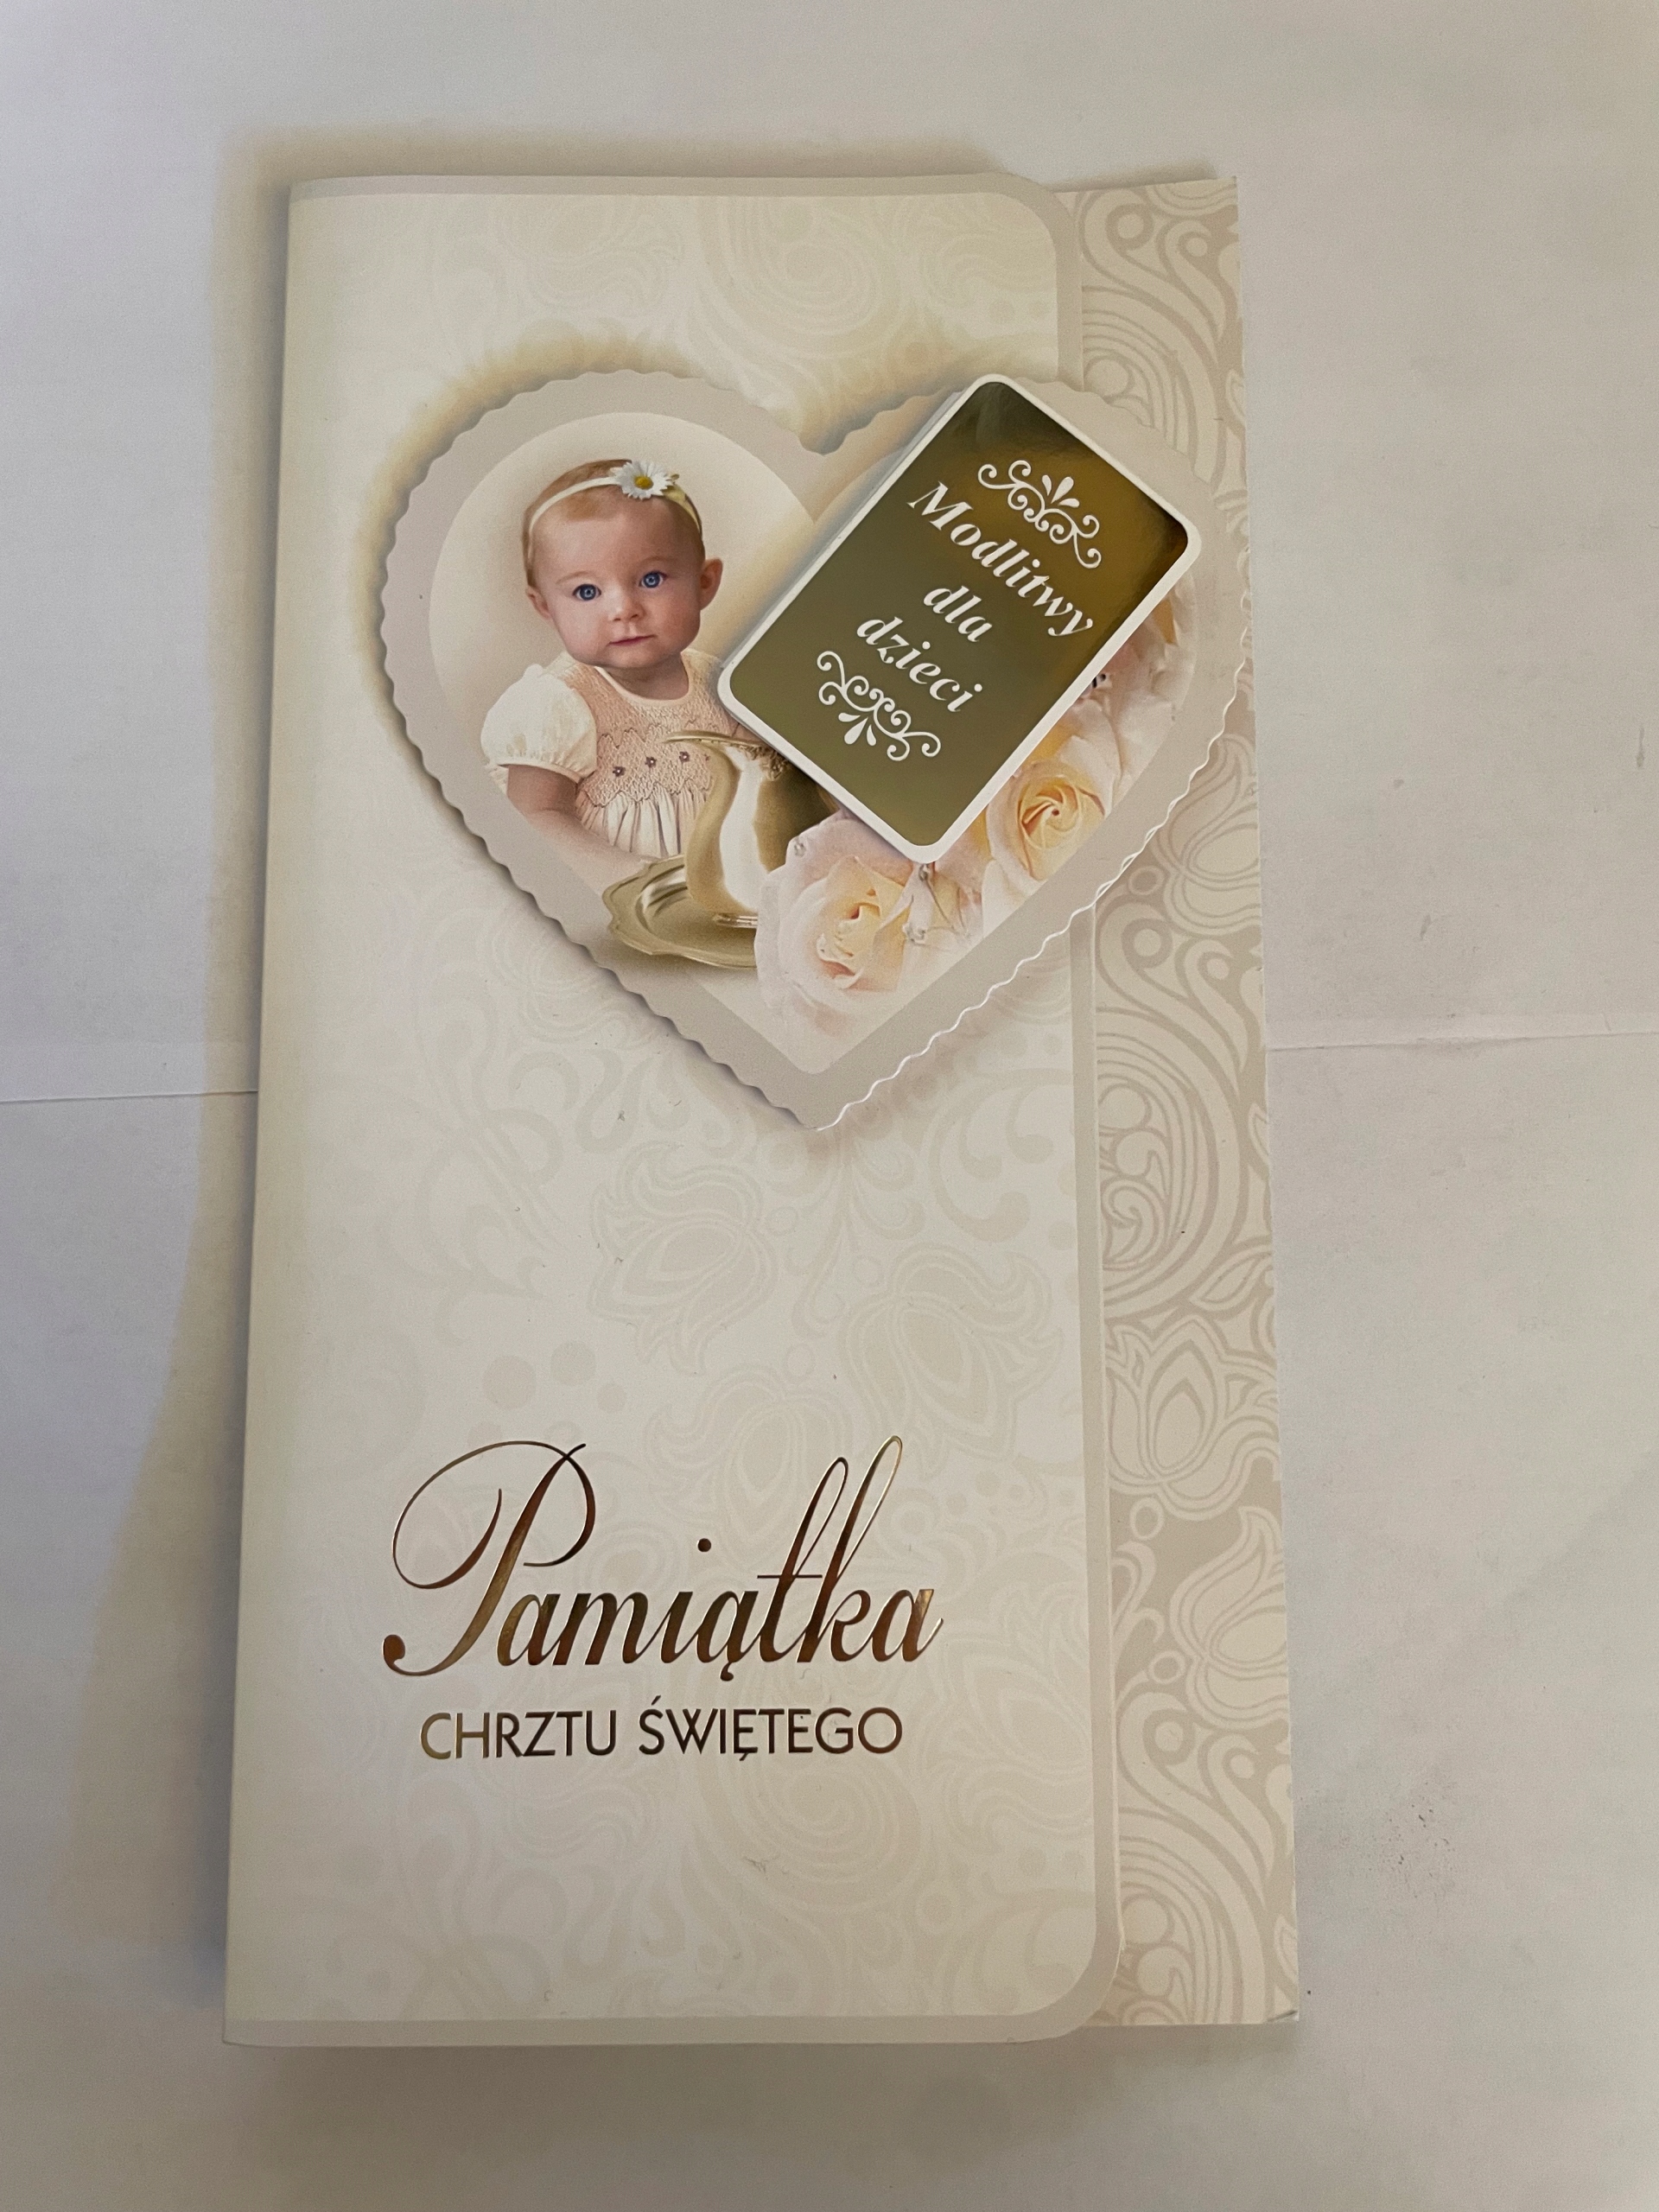 Modlitwy
dla
dzieci
Pamiątka
CHRZTU ŚWIĘTEGO